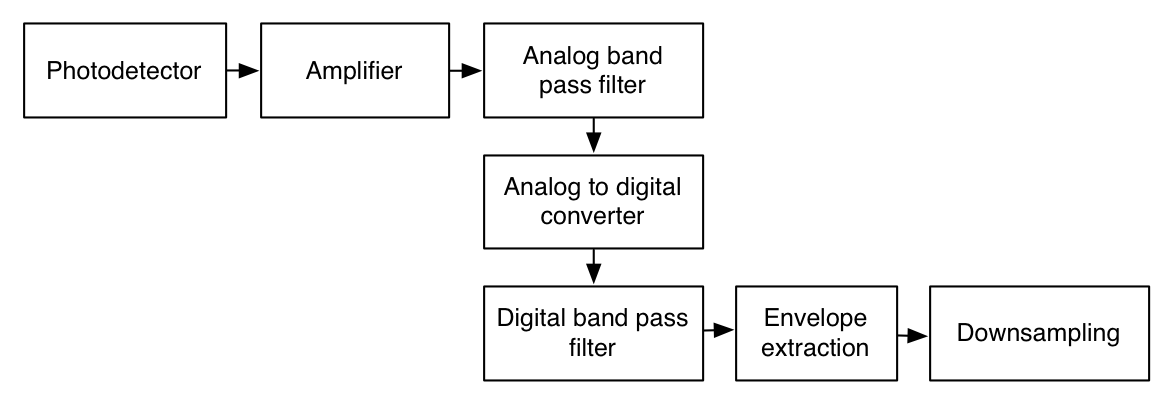 Photodetector
Amplifier
Analog band
pass filter
Analog to digital
converter
Digital band pass
filter
Envelope
extraction
Downsampling